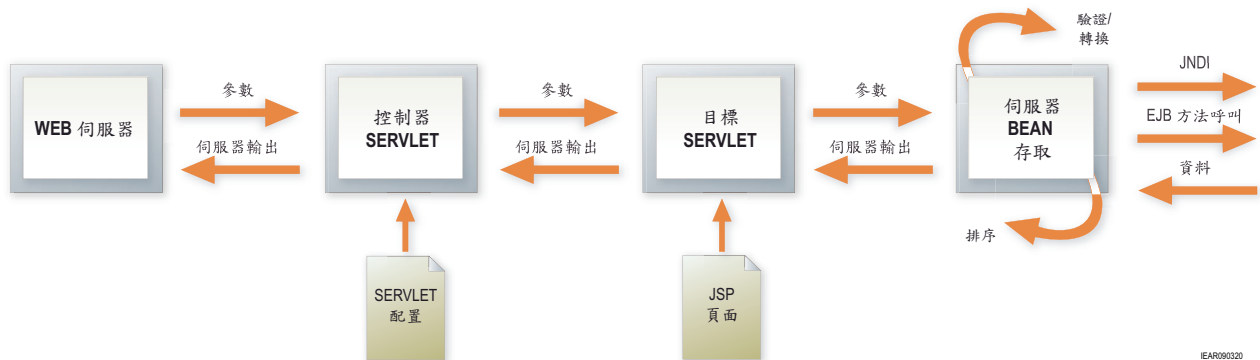 WEB 伺服器
參數
伺服器輸出
控制器
SERVLET
SERVLET
配置
參數
伺服器輸出
目標
SERVLET
JSP
頁面
參數
伺服器輸出
驗證/
轉換
伺服器
BEAN
存取
排序
JNDI
EJB 方法呼叫
資料
IEAR090320